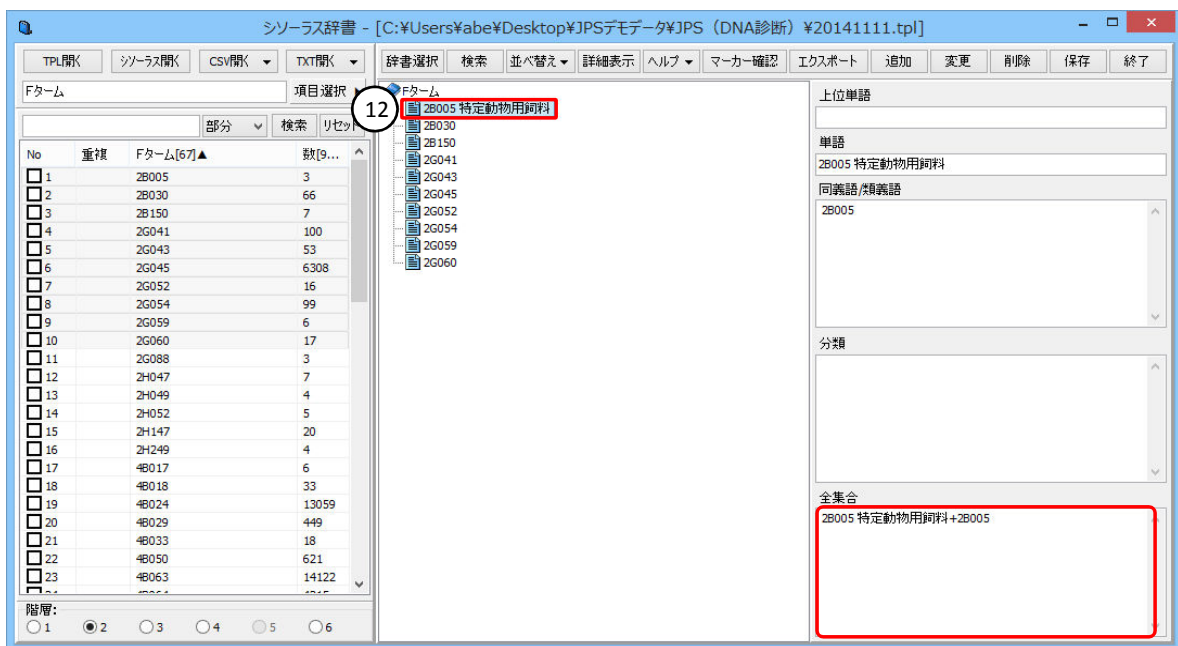 シソーラス辞書 - [C:¥Users¥abe¥Desktop¥JPSデモデータ¥JPS（DNA診断）¥20141111.tpl]
TPL開く シソーラス開く CSV開く ▼ TXT開く ▼
Fターム 項目選択
部分 検索 リセット
No 重複 Fターム[67]▲ 数[9...
1 2B005 3
2 2B030 66
3 2B150 7
4 2G041 100
5 2G043 53
6 2G045 6308
7 2G052 16
8 2G054 99
9 2G059 6
10 2G060 17
11 2G088 3
12 2H047 7
13 2H049 4
14 2H052 5
15 2H147 20
16 2H249 4
17 4B017 6
18 4B018 33
19 4B024 13059
20 4B029 449
21 4B033 18
22 4B050 621
23 4B063 14122
階層:
1 2 3 4 5 6
辞書選択 検索 並べ替え ▼ 詳細表示 ヘルプ ▼ マーカー確認 エクスポート 追加 変更 削除 保存 終了
Fターム
12
2B005 特定動物用飼料
2B030
2B150
2G041
2G043
2G045
2G052
2G054
2G059
2G060
上位単語
単語
2B005 特定動物用飼料
同義語/類義語
2B005
分類
全集合
2B005 特定動物用飼料+2B005